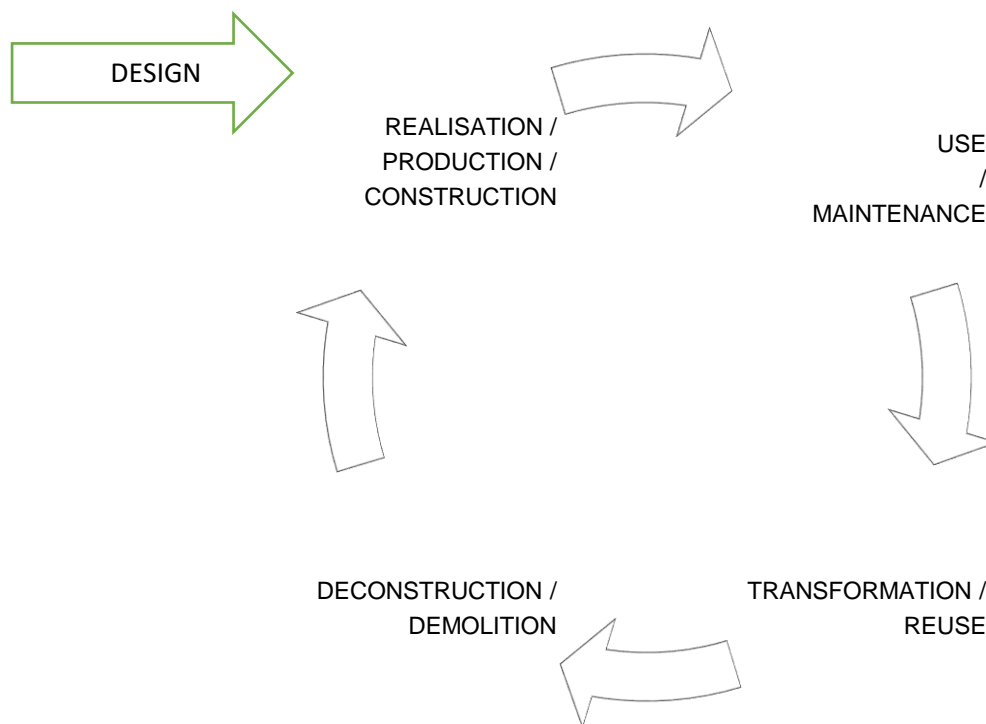 DESIGN
REALISATION /
PRODUCTION /
CONSTRUCTION
USE
/
MAINTENANCE
TRANSFORMATION /
REUSE
DECONSTRUCTION /
DEMOLITION